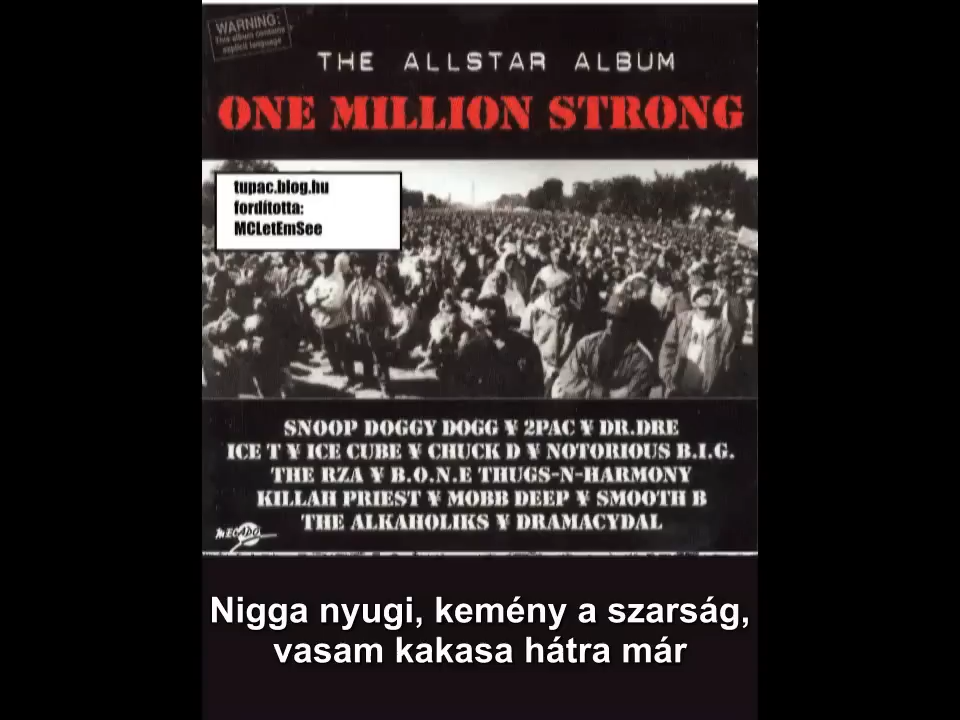 WARNING:
This album contains
explicit language
THE ALLSTAR ALBUM
ONE MILLION STRONG
tupac.blog.hu
fordította:
MCLetEmSee
SNOOP DOGGY DOGG ¥ 2PAC ¥ DR.DRE
ICE T ¥ ICE CUBE ¥ CHUCK D ¥ NOTORIOUS B.I.G.
THE RZA ¥ B.O.N.E THUGS-N-HARMONY
KILLAH PRIEST ¥ MOBB DEEP ¥ SMOOTH B
THE ALKAHOLIKS ¥ DRAMACYDAL
MECADO
Nigga nyugi, kemény a szarság,
vasam kakasa hátra már